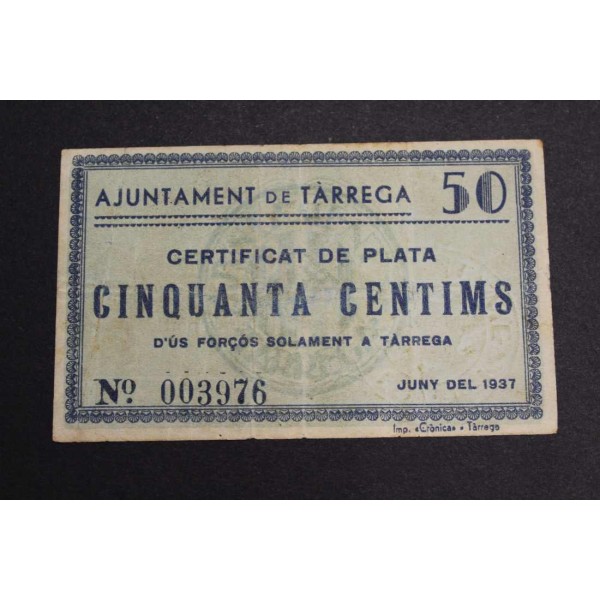 AJUNTAMENT DE TÀRREGA 50
CERTIFICAT DE PLATA
CINQUANTA CENTIMS
D'ÚS FORÇÓS SOLAMENT A TÀRREGA
Nº 003976 JUNY DEL 1937
Imp. «Crònica» • Tàrrega